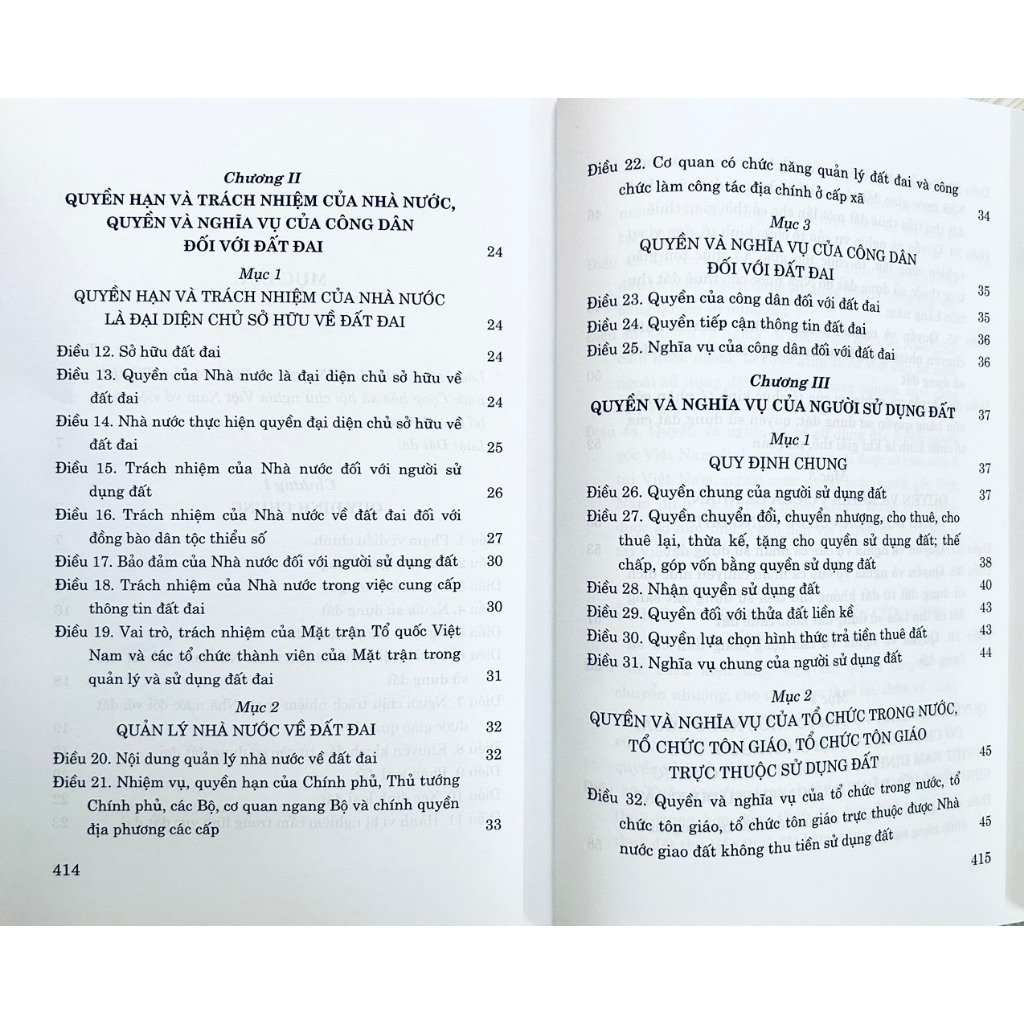 Chương II
QUYỀN HẠN VÀ TRÁCH NHIỆM CỦA NHÀ NƯỚC,
QUYỀN VÀ NGHĨA VỤ CỦA CÔNG DÂN
ĐỐI VỚI ĐẤT ĐAI 24
Mục 1
QUYỀN HẠN VÀ TRÁCH NHIỆM CỦA NHÀ NƯỚC
LÀ ĐẠI DIỆN CHỦ SỞ HỮU VỀ ĐẤT ĐAI 24
Điều 12. Sở hữu đất đai 24
Điều 13. Quyền của Nhà nước là đại diện chủ sở hữu về
đất đai 24
Điều 14. Nhà nước thực hiện quyền đại diện chủ sở hữu về
đất đai 25
Điều 15. Trách nhiệm của Nhà nước đối với người sử
dụng đất 26
Điều 16. Trách nhiệm của Nhà nước về đất đai đối với
đồng bào dân tộc thiểu số 27
Điều 17. Bảo đảm của Nhà nước đối với người sử dụng đất 30
Điều 18. Trách nhiệm của Nhà nước trong việc cung cấp
thông tin đất đai 30
Điều 19. Vai trò, trách nhiệm của Mặt trận Tổ quốc Việt
Nam và các tổ chức thành viên của Mặt trận trong
quản lý và sử dụng đất đai 31
Mục 2
QUẢN LÝ NHÀ NƯỚC VỀ ĐẤT ĐAI 32
Điều 20. Nội dung quản lý nhà nước về đất đai 32
Điều 21. Nhiệm vụ, quyền hạn của Chính phủ, Thủ tướng
Chính phủ, các Bộ, cơ quan ngang Bộ và chính quyền
địa phương các cấp 33
414
Điều 22. Cơ quan có chức năng quản lý đất đai và công
chức làm công tác địa chính ở cấp xã 34
Mục 3
QUYỀN VÀ NGHĨA VỤ CỦA CÔNG DÂN
ĐỐI VỚI ĐẤT ĐAI 35
Điều 23. Quyền của công dân đối với đất đai 35
Điều 24. Quyền tiếp cận thông tin đất đai 36
Điều 25. Nghĩa vụ của công dân đối với đất đai 36
Chương III
QUYỀN VÀ NGHĨA VỤ CỦA NGƯỜI SỬ DỤNG ĐẤT 37
Mục 1
QUY ĐỊNH CHUNG 37
Điều 26. Quyền chung của người sử dụng đất 37
Điều 27. Quyền chuyển đổi, chuyển nhượng, cho thuê, cho
thuê lại, thừa kế, tặng cho quyền sử dụng đất; thế
chấp, góp vốn bằng quyền sử dụng đất 38
Điều 28. Nhận quyền sử dụng đất 40
Điều 29. Quyền đối với thửa đất liền kề 43
Điều 30. Quyền lựa chọn hình thức trả tiền thuê đất 43
Điều 31. Nghĩa vụ chung của người sử dụng đất 44
Mục 2
QUYỀN VÀ NGHĨA VỤ CỦA TỔ CHỨC TRONG NƯỚC,
TỔ CHỨC TÔN GIÁO, TỔ CHỨC TÔN GIÁO
TRỰC THUỘC SỬ DỤNG ĐẤT 45
Điều 32. Quyền và nghĩa vụ của tổ chức trong nước, tổ
chức tôn giáo, tổ chức tôn giáo trực thuộc được Nhà
nước giao đất không thu tiền sử dụng đất 45
415